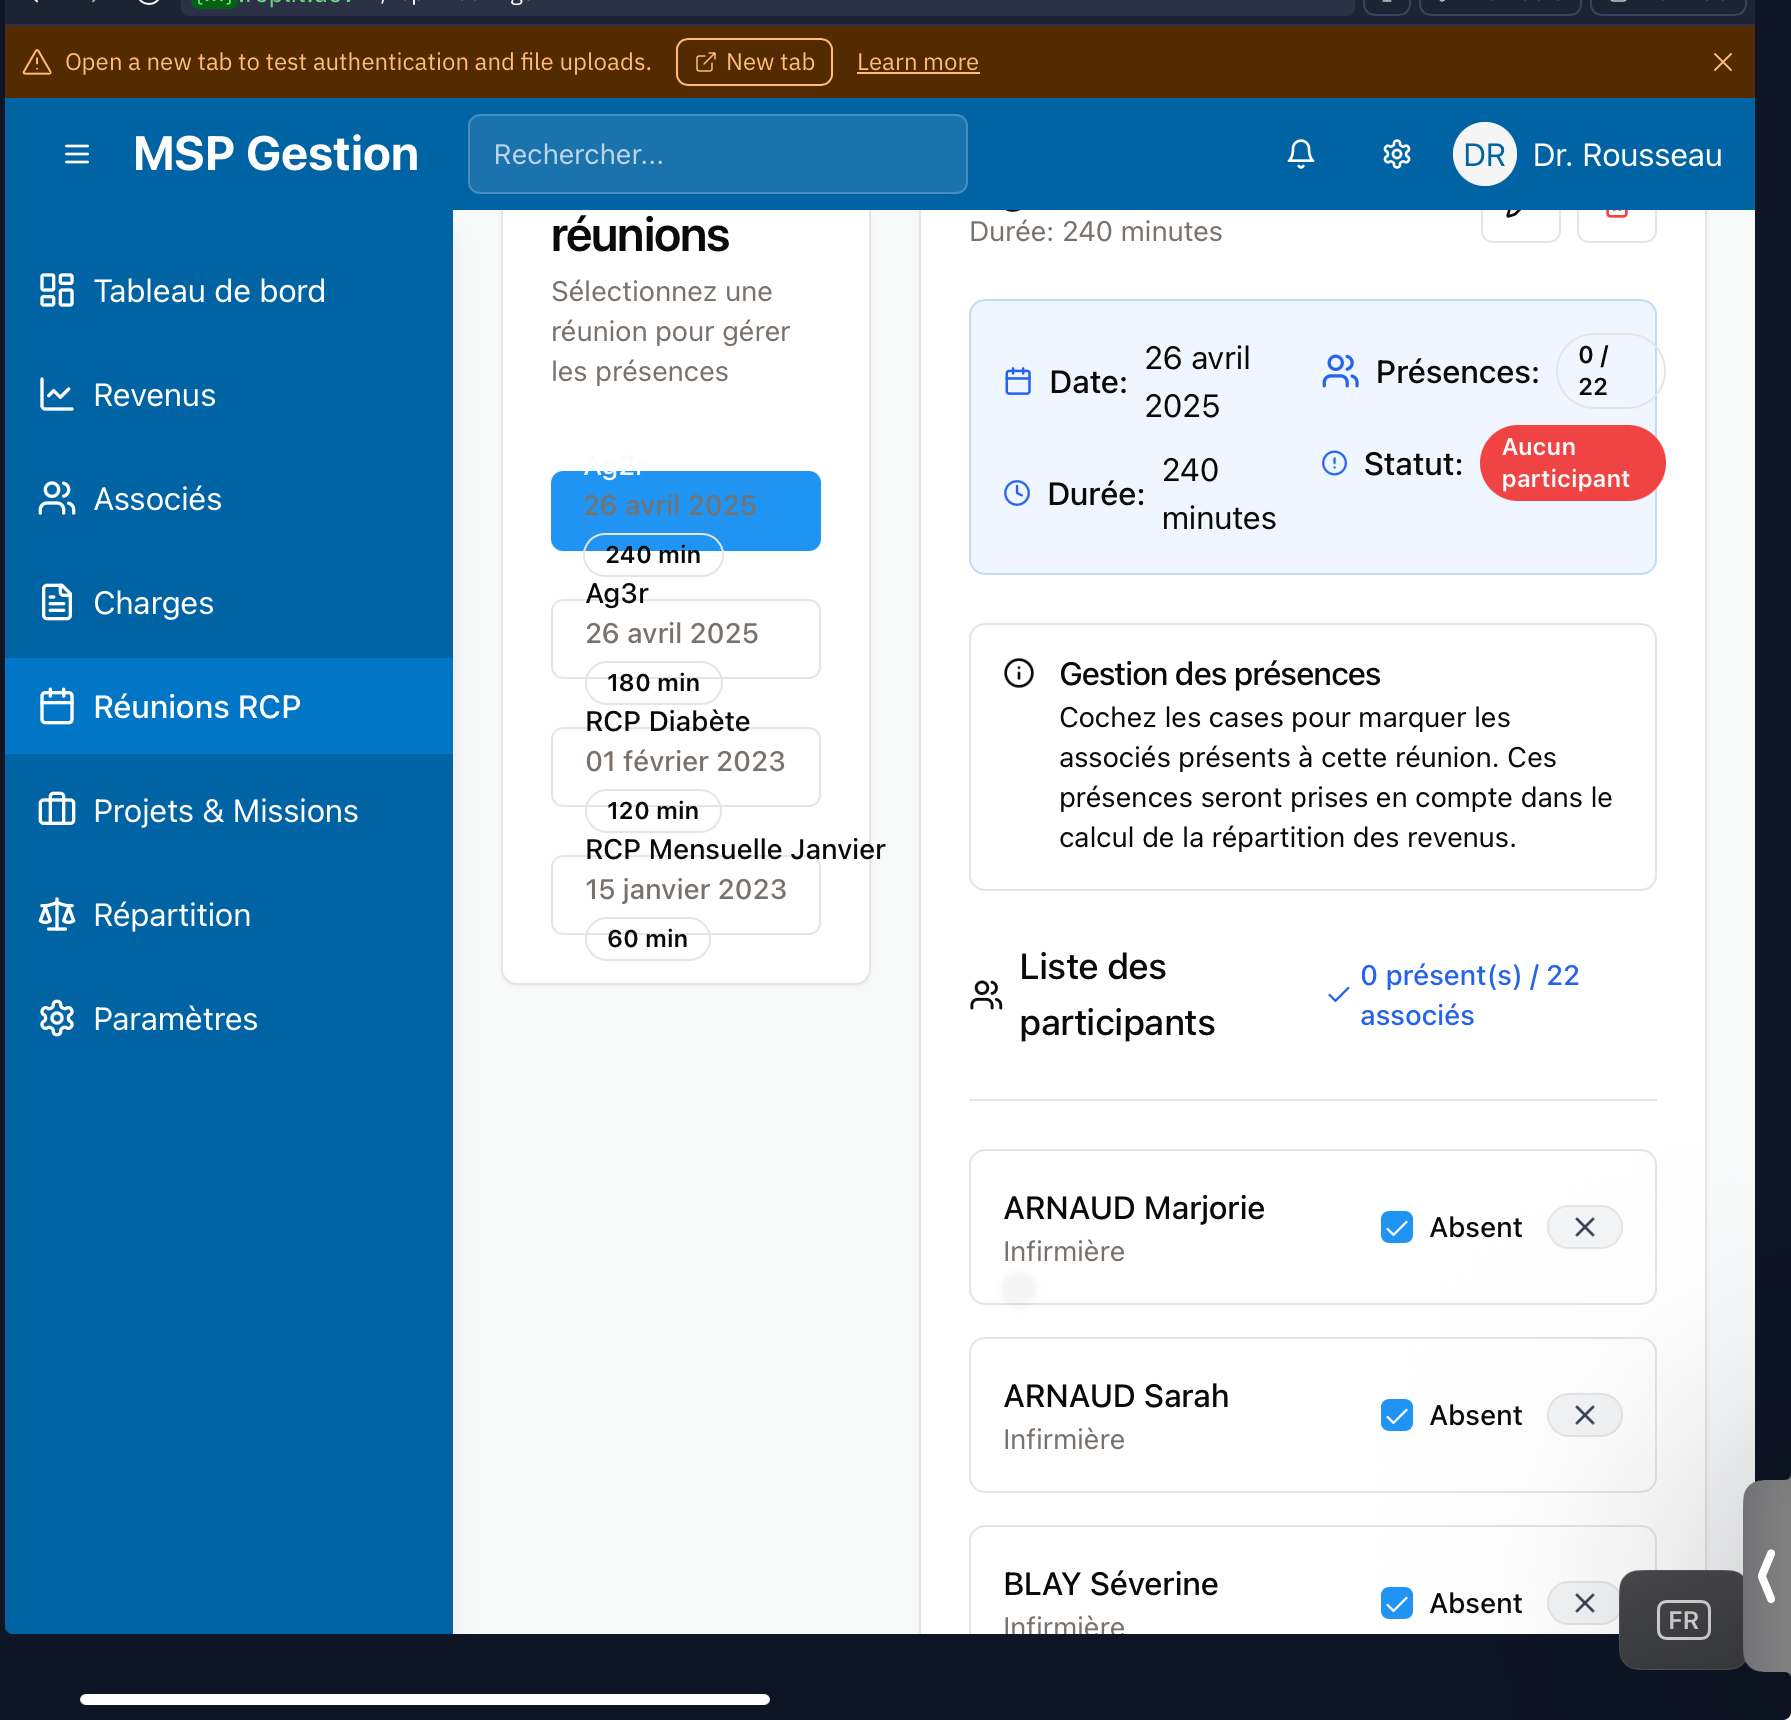 Open a new tab to test authentication and file uploads.
New tab
Learn more
MSP Gestion
Rechercher...
DR
Dr. Rousseau
Tableau de bord
Revenus
Associés
Charges
Réunions RCP
Projets & Missions
Répartition
Paramètres
réunions
Sélectionnez une
réunion pour gérer
les présences
Ag2r
26 avril 2025
240 min
Ag3r
26 avril 2025
180 min
RCP Diabète
01 février 2023
120 min
RCP Mensuelle Janvier
15 janvier 2023
60 min
Durée: 240 minutes
Date:
26 avril
2025
Présences:
0 /
22
Durée:
240
minutes
Statut:
Aucun
participant
Gestion des présences
Cochez les cases pour marquer les
associés présents à cette réunion. Ces
présences seront prises en compte dans le
calcul de la répartition des revenus.
Liste des
participants
0 présent(s) / 22
associés
ARNAUD Marjorie
Infirmière
Absent
ARNAUD Sarah
Infirmière
Absent
BLAY Séverine
Infirmière
Absent
FR